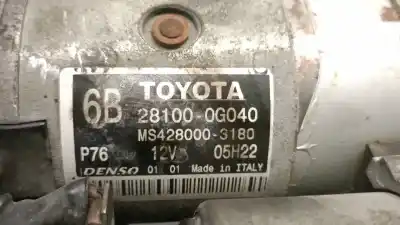 6B TOYOTA
28100-0G040
MS428000-3180
P76 12V 05H22
DENSO 01 01 Made in ITALY